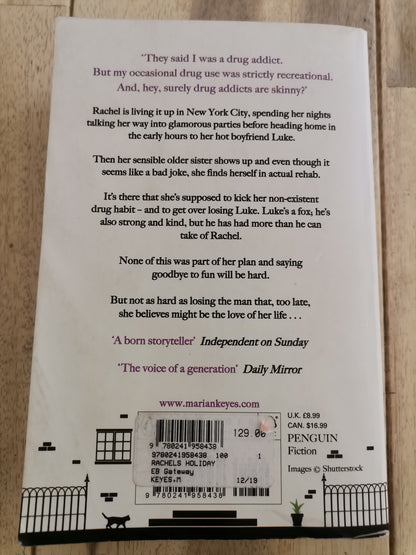 ‘They said I was a drug addict.
But my occasional drug use was strictly recreational.
And, hey, surely drug addicts are skinny?’
Rachel is living it up in New York City, spending her nights
talking her way into glamorous parties before heading home in
the early hours to her hot boyfriend Luke.
Then her sensible older sister shows up and even though it
seems like a bad joke, she finds herself in actual rehab.
It's there that she's supposed to kick her non-existent
drug habit – and to get over losing Luke. Luke's a fox; he's
also strong and kind, but he has had more than he can
take of Rachel.
None of this was part of her plan and saying
goodbye to fun will be hard.
But not as hard as losing the man that, too late,
she believes might be the love of her life . . .
‘A born storyteller’ Independent on Sunday
‘The voice of a generation’ Daily Mirror
www.mariankeyes.com
9 780241 958438
129.00
9780241958438 100 1
RACHELS HOLIDAY
EB Gateway
KEYES.M 12/19
9 780241 958438
U.K. £8.99
CAN. $16.99
PENGUIN
Fiction
Images © Shutterstock